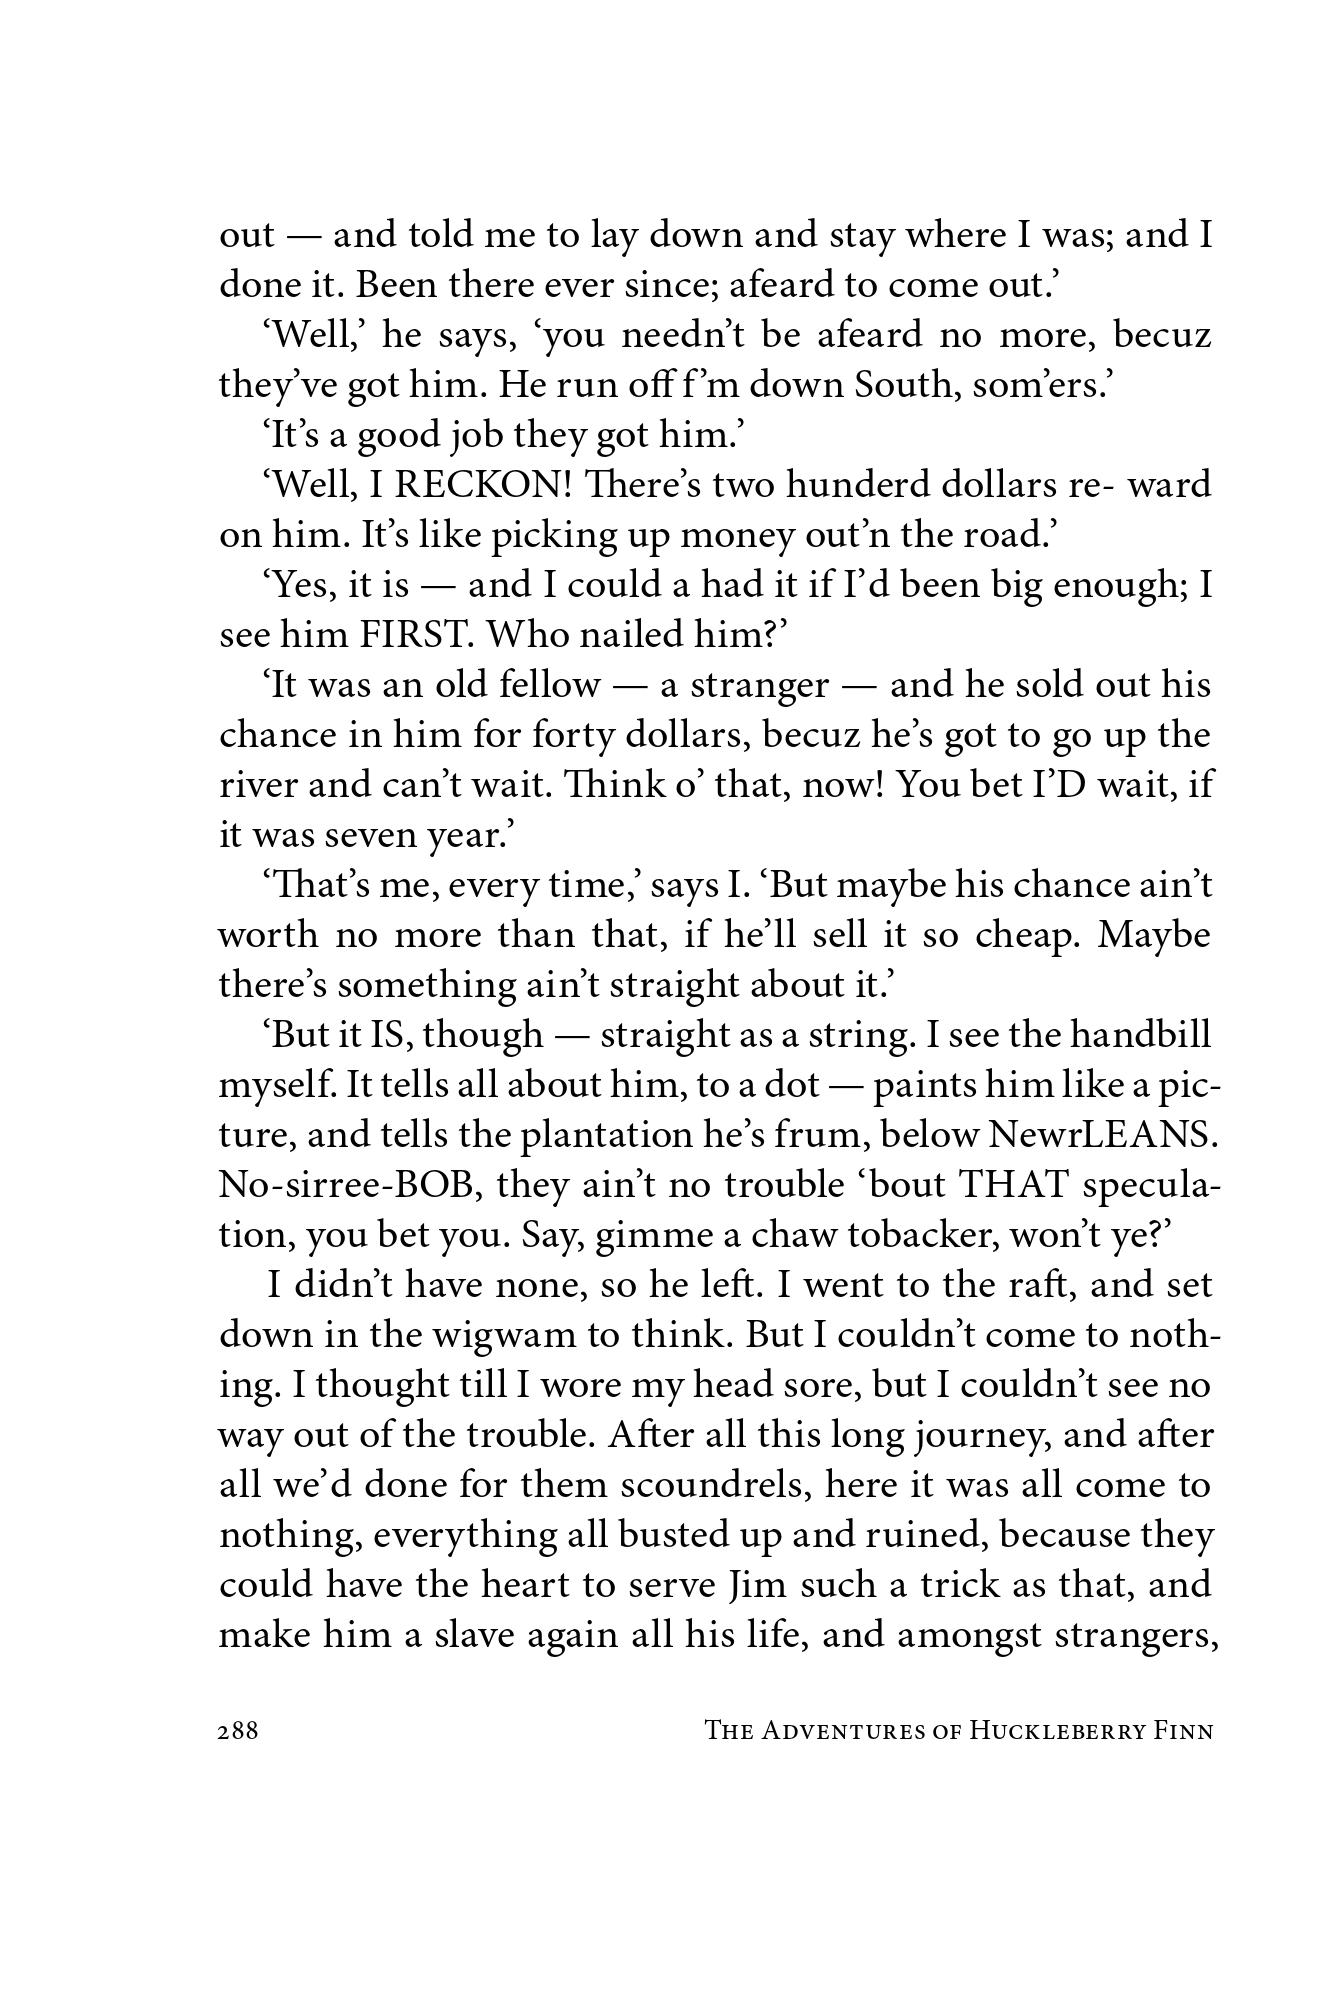 out — and told me to lay down and stay where I was; and I
done it. Been there ever since; afeard to come out.’
‘Well,’ he says, ‘you needn’t be afeard no more, becuz
they’ve got him. He run off f’m down South, som’ers.’
‘It’s a good job they got him.’
‘Well, I RECKON! There’s two hunderd dollars re- ward
on him. It’s like picking up money out’n the road.’
‘Yes, it is — and I could a had it if I’d been big enough; I
see him FIRST. Who nailed him?’
‘It was an old fellow — a stranger — and he sold out his
chance in him for forty dollars, becuz he’s got to go up the
river and can’t wait. Think o’ that, now! You bet I’D wait, if
it was seven year.’
‘That’s me, every time,’ says I. ‘But maybe his chance ain’t
worth no more than that, if he’ll sell it so cheap. Maybe
there’s something ain’t straight about it.’
‘But it IS, though — straight as a string. I see the handbill
myself. It tells all about him, to a dot — paints him like a pic-
ture, and tells the plantation he’s frum, below NewrLEANS.
No-sirree-BOB, they ain’t no trouble ‘bout THAT specula-
tion, you bet you. Say, gimme a chaw tobacker, won’t ye?’
I didn’t have none, so he left. I went to the raft, and set
down in the wigwam to think. But I couldn’t come to noth-
ing. I thought till I wore my head sore, but I couldn’t see no
way out of the trouble. After all this long journey, and after
all we’d done for them scoundrels, here it was all come to
nothing, everything all busted up and ruined, because they
could have the heart to serve Jim such a trick as that, and
make him a slave again all his life, and amongst strangers,
288 The Adventures of Huckleberry Finn